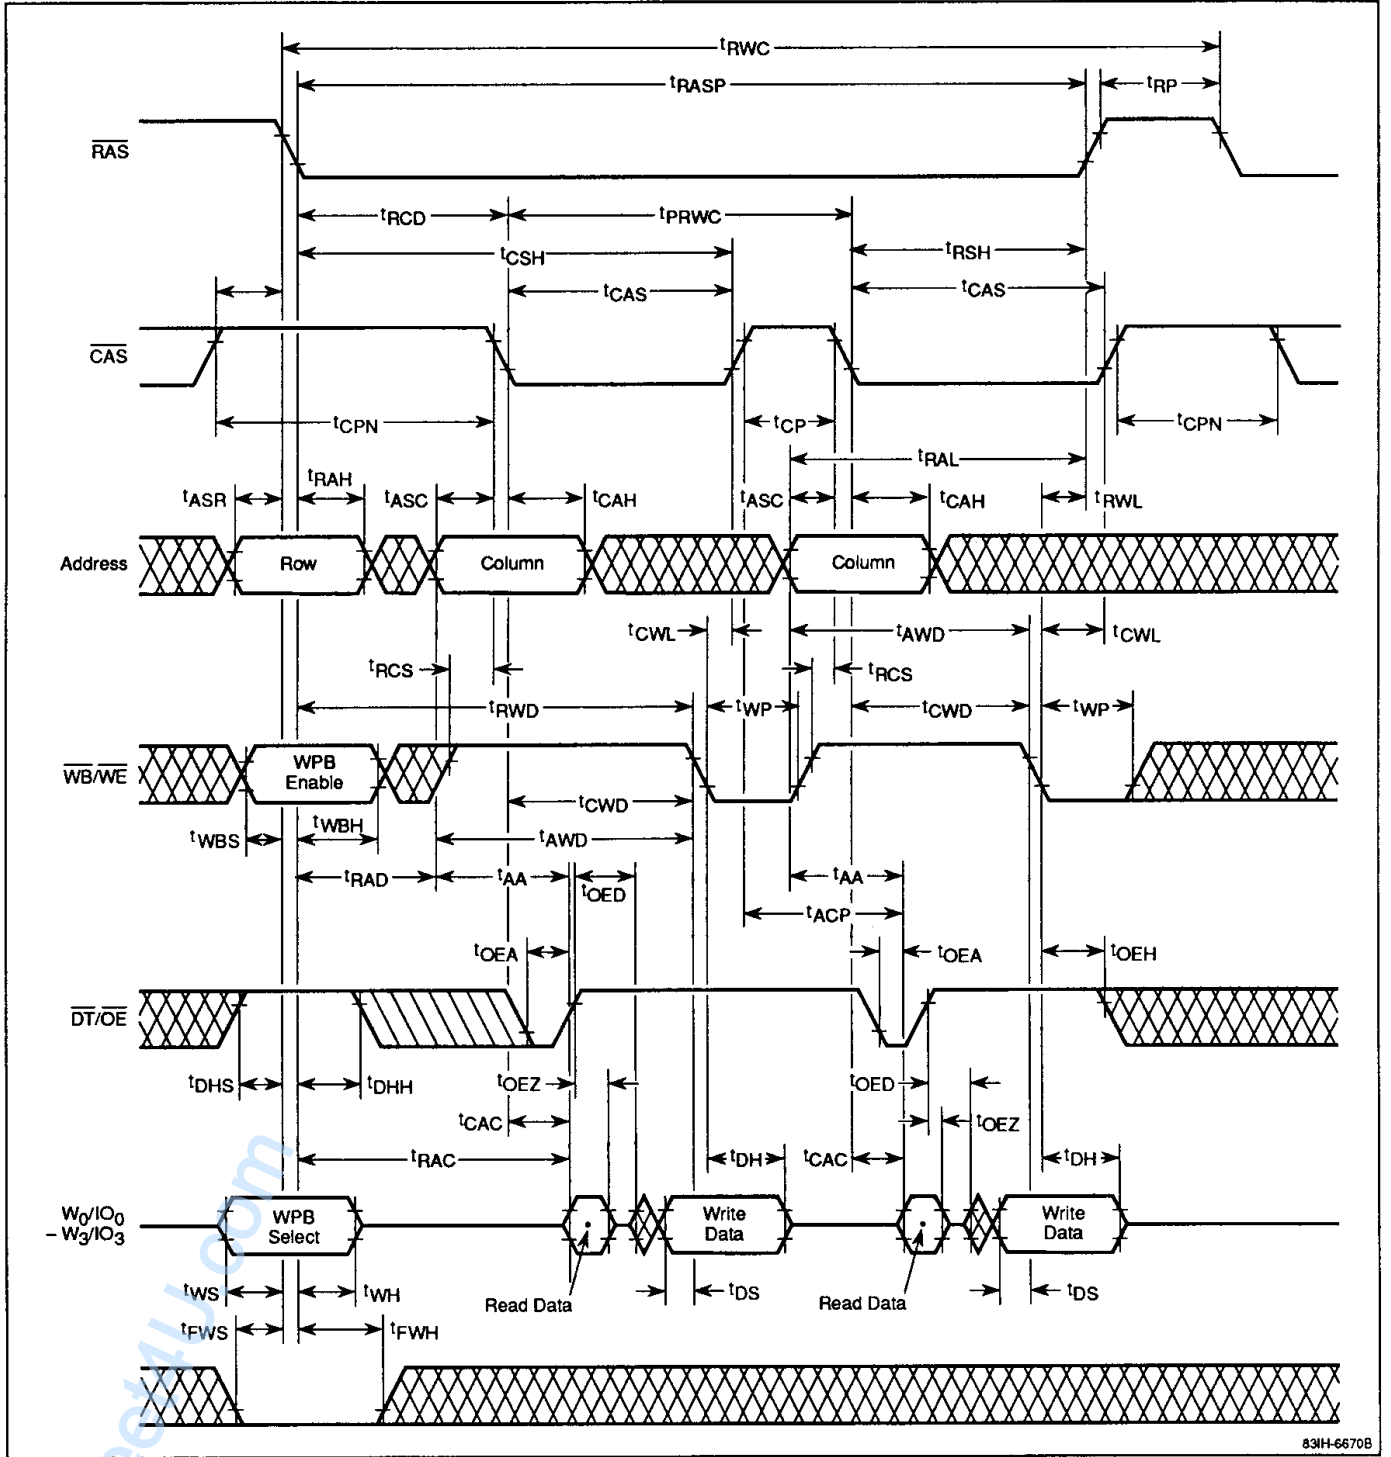 tRWC
tRASP
tRP
RAS
tRCD
tPRWC
tCSH
tRSH
tCAS
tCAS
CAS
tCPN
tCP
tCPN
tRAL
tASR
tRAH
tASC
tCAH
tASC
tCAH
tRWL
Address
Row
Column
Column
tCWL
tAWD
tCWL
tRCS
tRCS
tRWD
tWP
tCWD
tWP
WB/WE
WPB
Enable
tCWD
tWBS
tWBH
tAWD
tRAD
tAA
tOED
tAA
tACP
tOEA
tOEA
tOEH
DT/OE
tDHS
tDHH
tOEZ
tOED
tCAC
tOEZ
tRAC
tDH
tCAC
tDH
W0/IO0
– W3/IO3
WPB
Select
Write
Data
Write
Data
tWS
tWH
Read Data
tDS
Read Data
tDS
tFWS
tFWH
eet4U.com
83IH-6670B